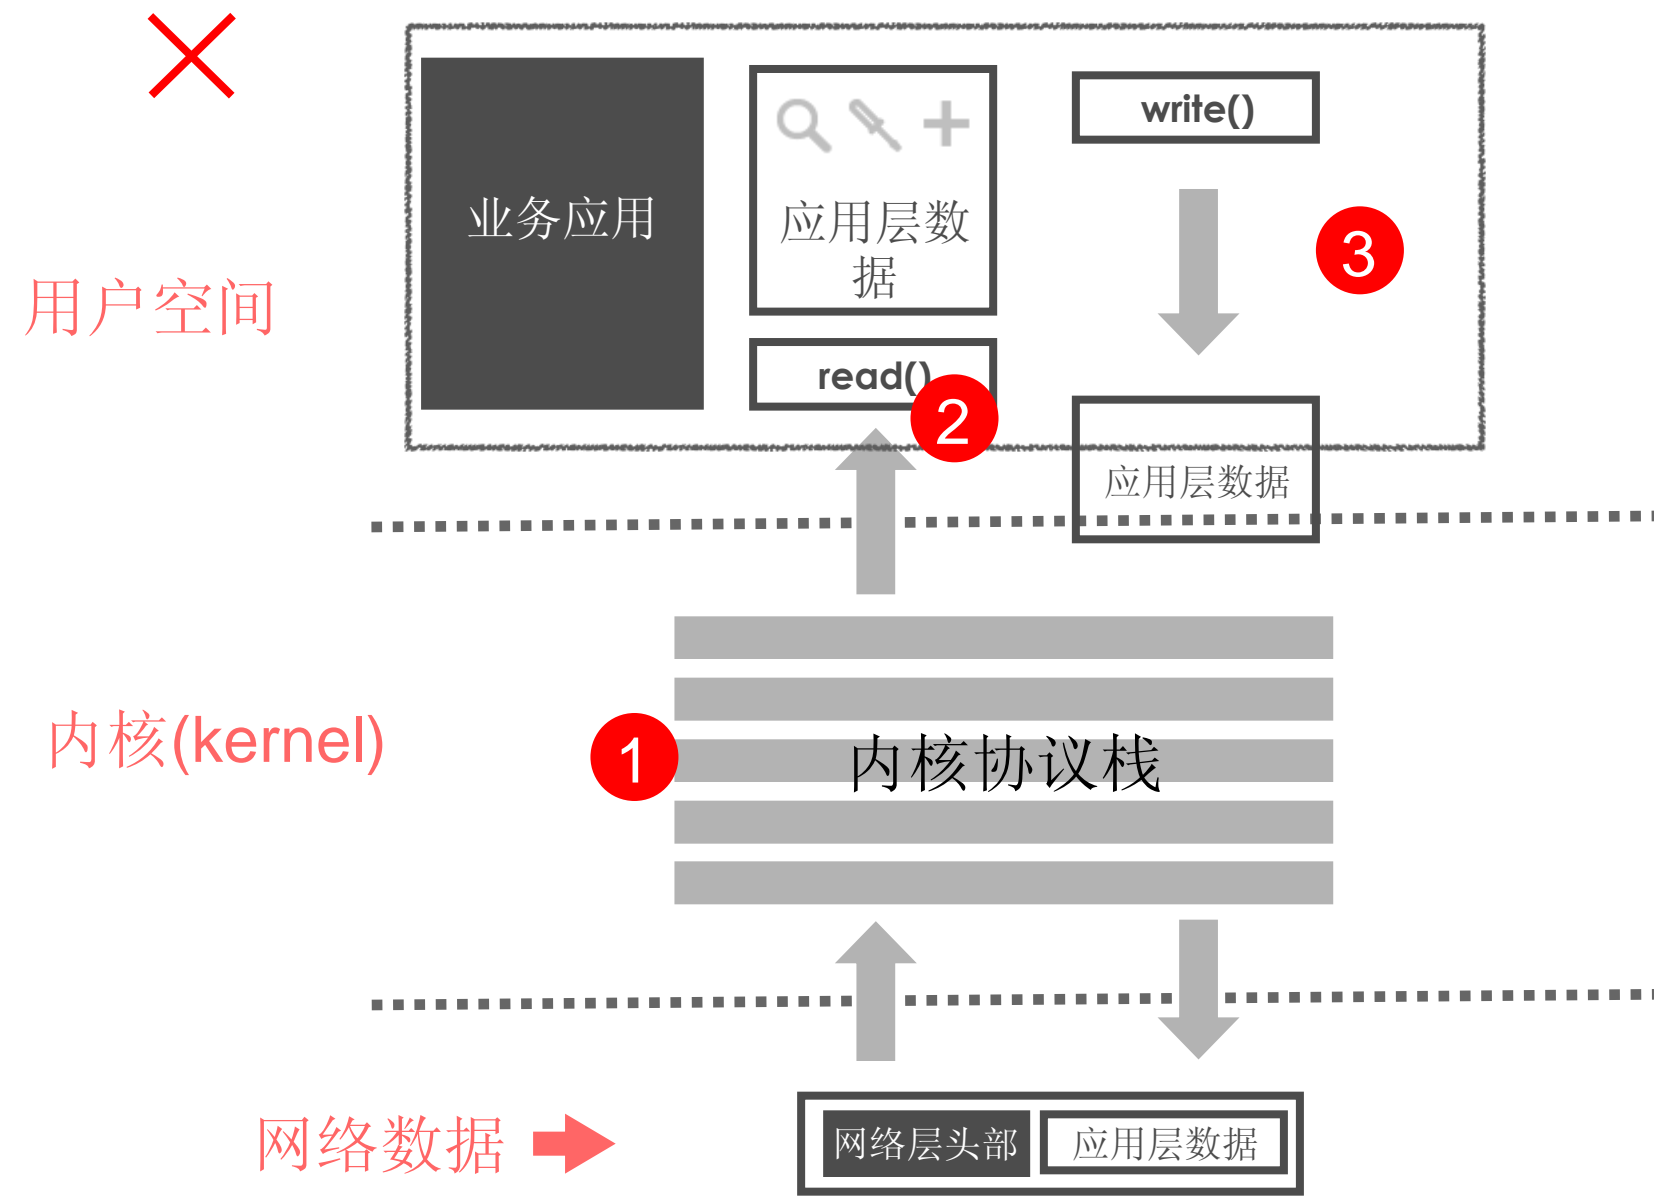 业务应用
应用层数
据
write()
3
用户空间
read()
2
应用层数据
内核(kernel)
1
内核协议栈
网络数据
网络层头部
应用层数据